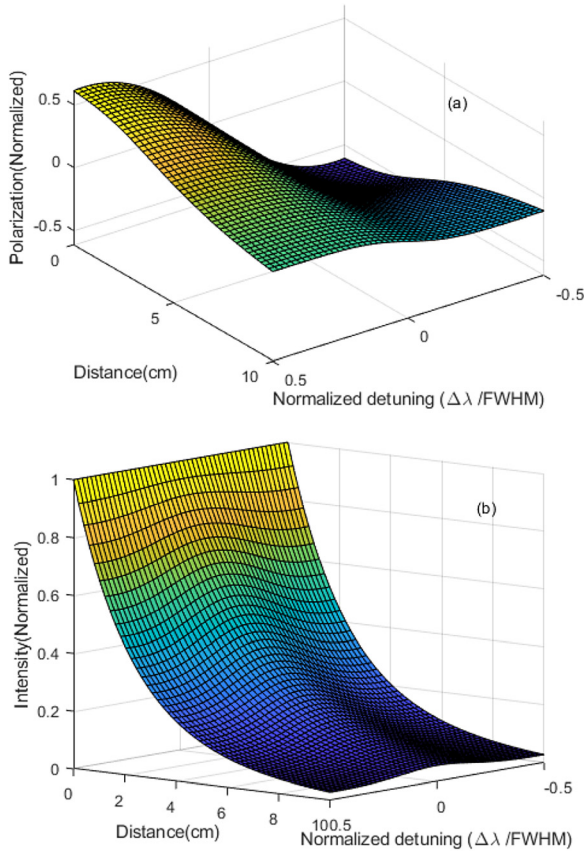 (a)
Polarization(Normalized)
0.5
0
-0.5
0
5
10
Distance(cm)
0.5
0
-0.5
Normalized detuning (Δλ /FWHM)
(b)
Intensity(Normalized)
1
0.8
0.6
0.4
0.2
0
0
2
4
6
8
100.5
0
-0.5
Distance(cm)
Normalized detuning (Δλ /FWHM)